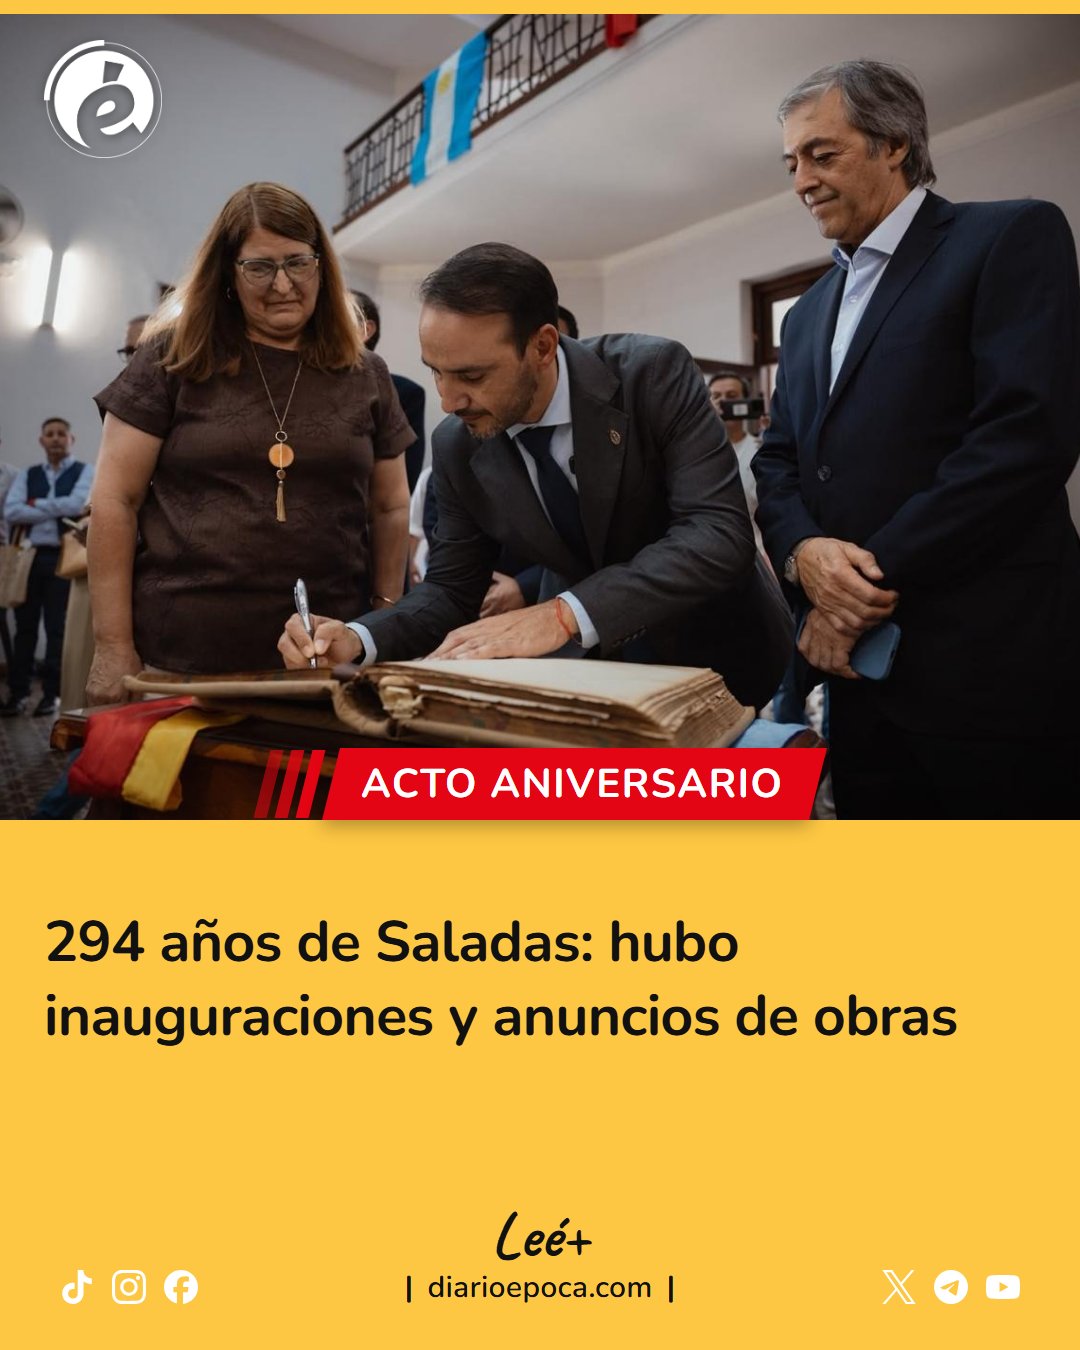 é
ACTO ANIVERSARIO
294 años de Saladas: hubo
inauguraciones y anuncios de obras
Leé+
| diarioepoca.com |